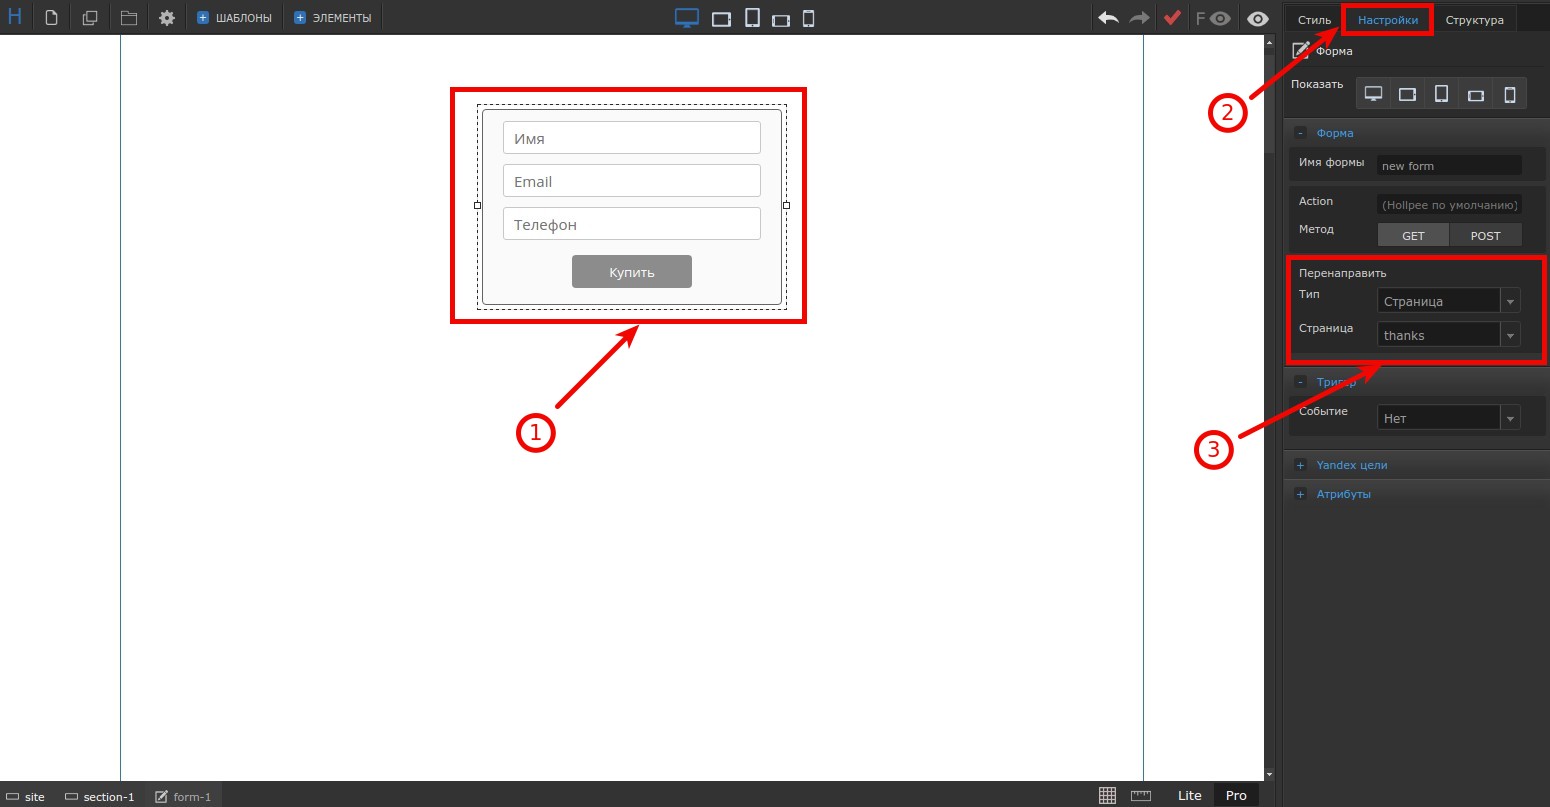 H
ШАБЛОНЫ
ЭЛЕМЕНТЫ
F
Стиль
Настройки
Структура
Форма
Показать
Форма
Имя формы
new form
Action
(Hollpee по умолчанию)
Метод
GET
POST
Перенаправить
Тип
Страница
Страница
thanks
Тригер
Событие
Нет
Yandex цели
Атрибуты
Имя
Email
Телефон
Купить
1
2
3
site
section-1
form-1
Lite
Pro